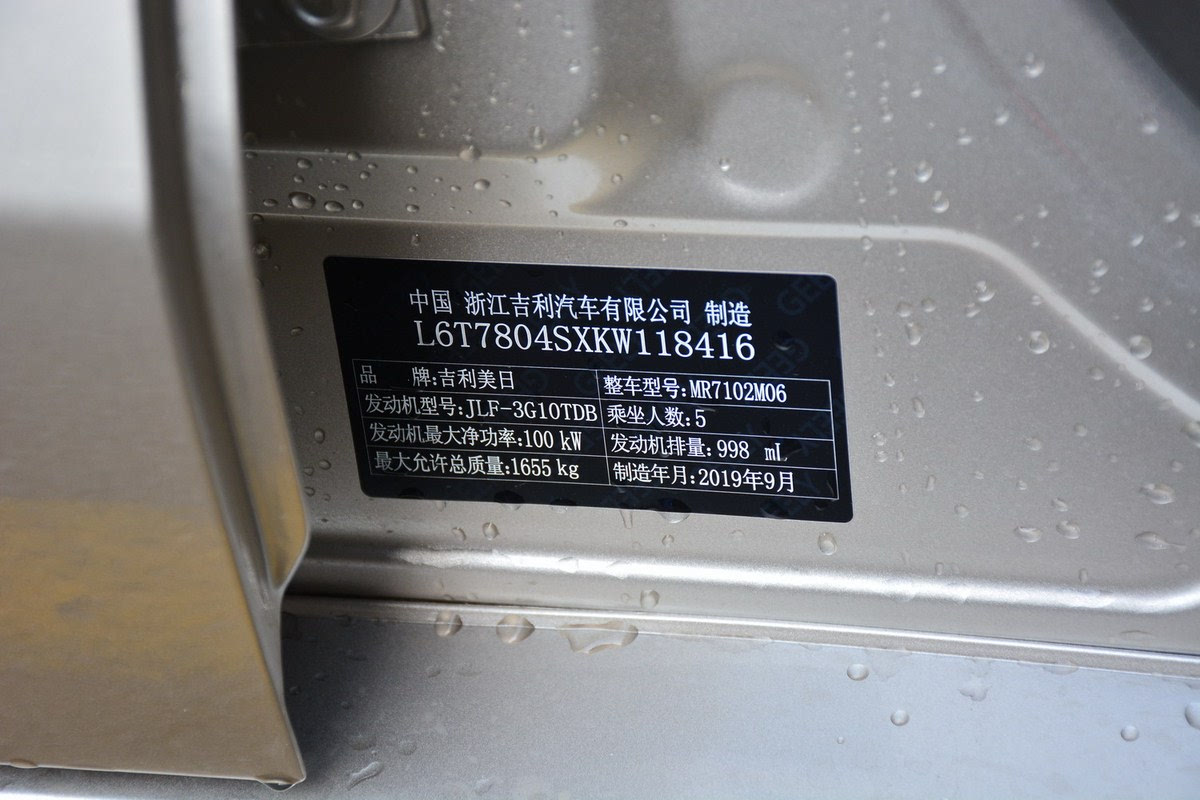 中国 浙江吉利汽车有限公司 制造
L6T7804SXKW118416
品 牌:吉利美日 整车型号:MR7102M06
发动机型号:JLF-3G10TDB 乘坐人数:5
发动机最大净功率:100 kW 发动机排量:998 mL
最大允许总质量:1655 kg 制造年月:2019年9月